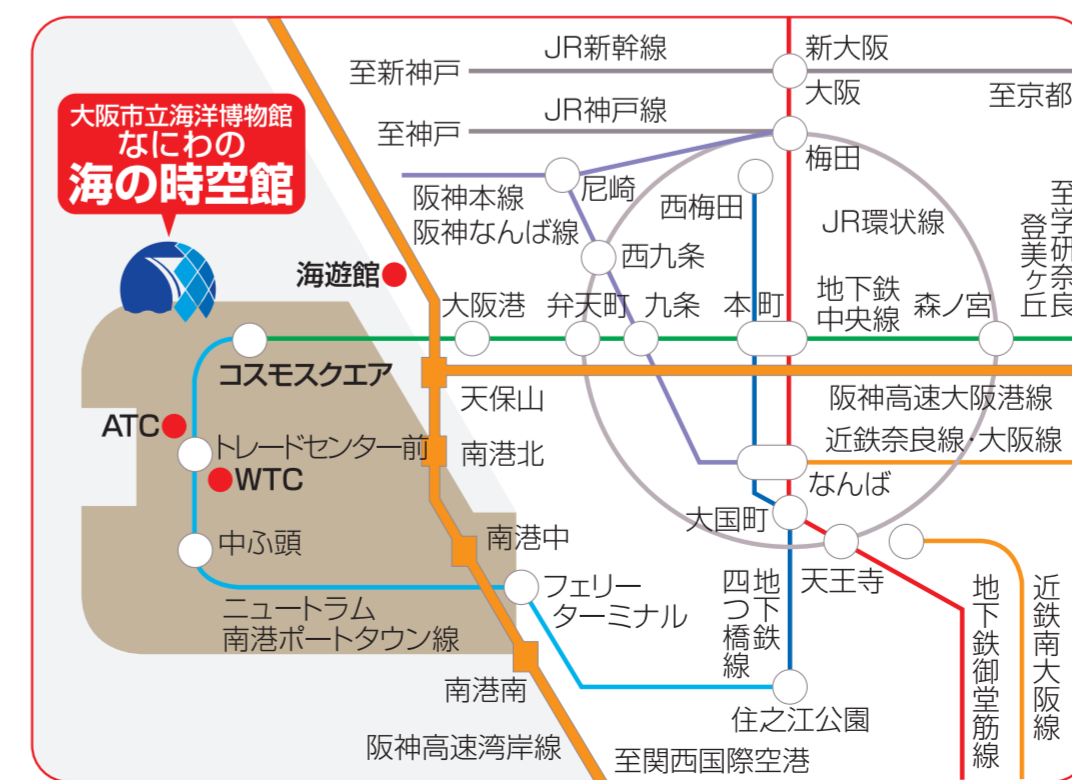 JR新幹線
新大阪
至新神戸
大阪
至京都
JR神戸線
至神戸
梅田
大阪市立海洋博物館
なにわの
海の時空館
阪神本線
阪神なんば線
尼崎
西梅田
JR環状線
至学研奈良
登美ヶ丘
西九条
海遊館
大阪港
弁天町
九条
本町
地下鉄
中央線
森ノ宮
コスモスクエア
天保山
阪神高速大阪港線
ATC
トレードセンター前
南港北
近鉄奈良線・大阪線
WTC
なんば
大国町
中ふ頭
南港中
天王寺
フェリー
ターミナル
地下鉄
四つ橋線
地下鉄御堂筋線
近鉄南大阪線
ニュートラム
南港ポートタウン線
南港南
住之江公園
阪神高速湾岸線
至関西国際空港